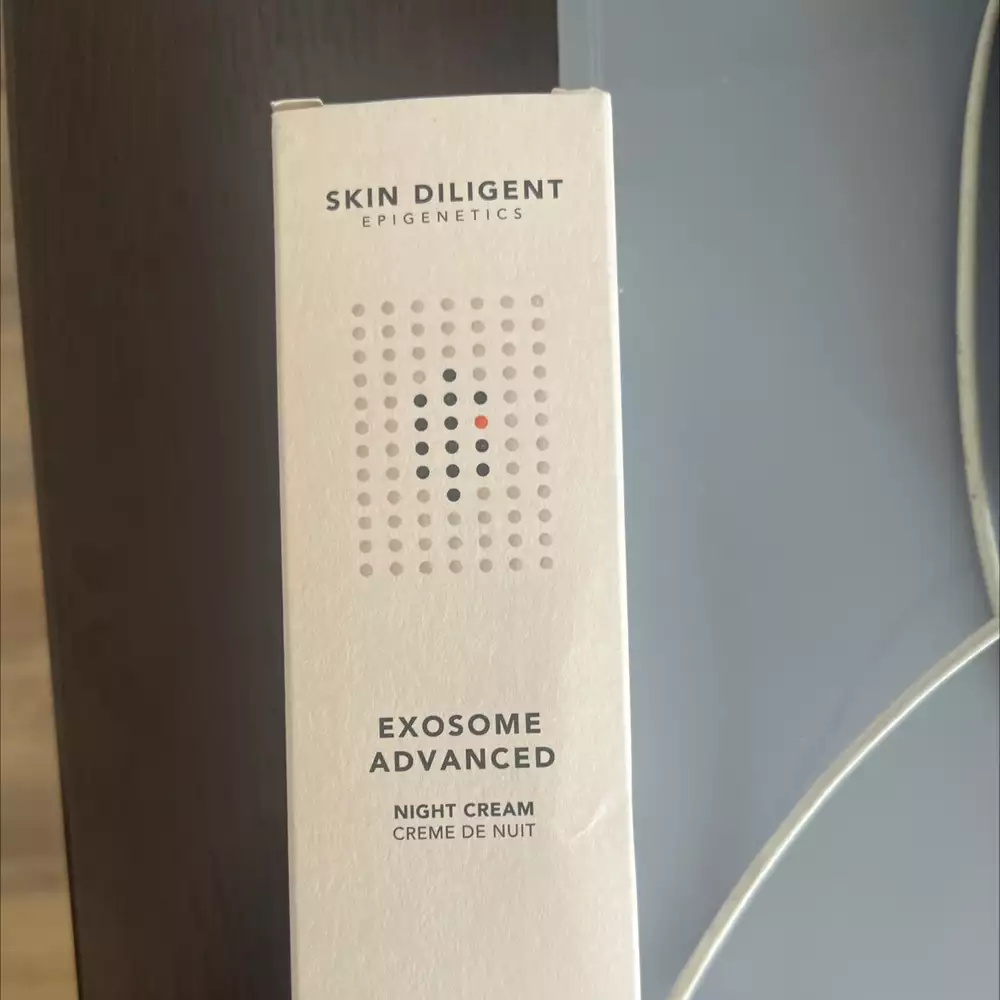 SKIN DILIGENT
EPIGENETICS
EXOSOME
ADVANCED
NIGHT CREAM
CREME DE NUIT